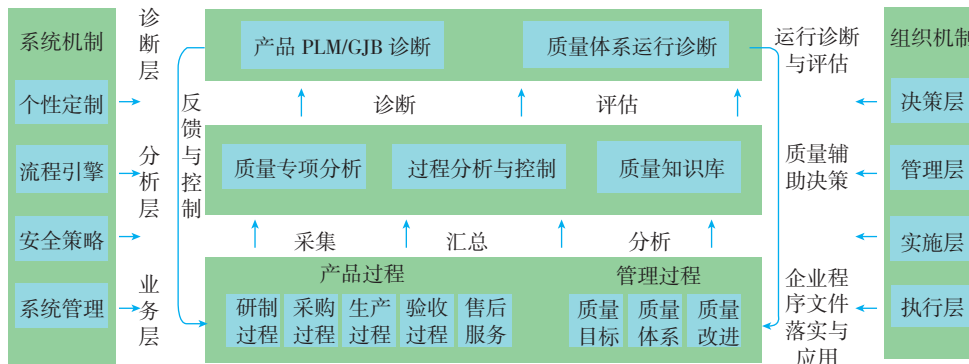 系统机制
个性定制
流程引擎
安全策略
系统管理
诊
断
层
分
析
层
业
务
层
反
馈
与
控
制
产品 PLM/GJB 诊断
质量体系运行诊断
诊断
评估
质量专项分析
过程分析与控制
质量知识库
采集
汇总
分析
产品过程
管理过程
研制
过程
采购
过程
生产
过程
验收
过程
售后
服务
质量
目标
质量
体系
质量
改进
运行诊断
与评估
质量辅
助决策
企业程
序文件
落实与
应用
组织机制
决策层
管理层
实施层
执行层